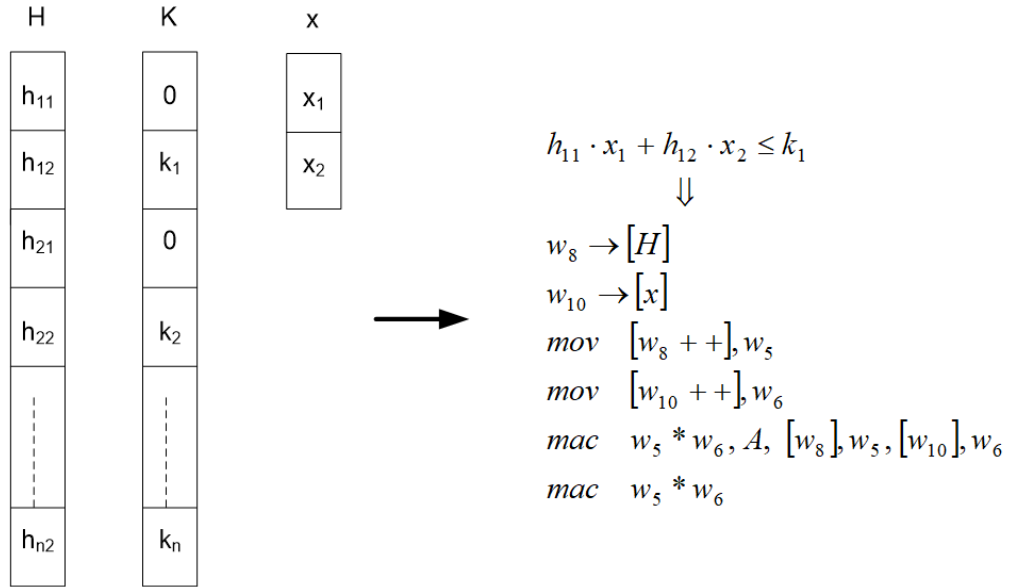 H K x
h₁₁ 0 x₁
h₁₂ k₁ x₂
h₂₁ 0
h₂₂ k₂
hₙ₂ kₙ
h₁₁ · x₁ + h₁₂ · x₂ ≤ k₁
⇓
w₈ → [H]
w₁₀ → [x]
mov [w₈ + +], w₅
mov [w₁₀ + +], w₆
mac w₅ * w₆, A, [w₈], w₅, [w₁₀], w₆
mac w₅ * w₆